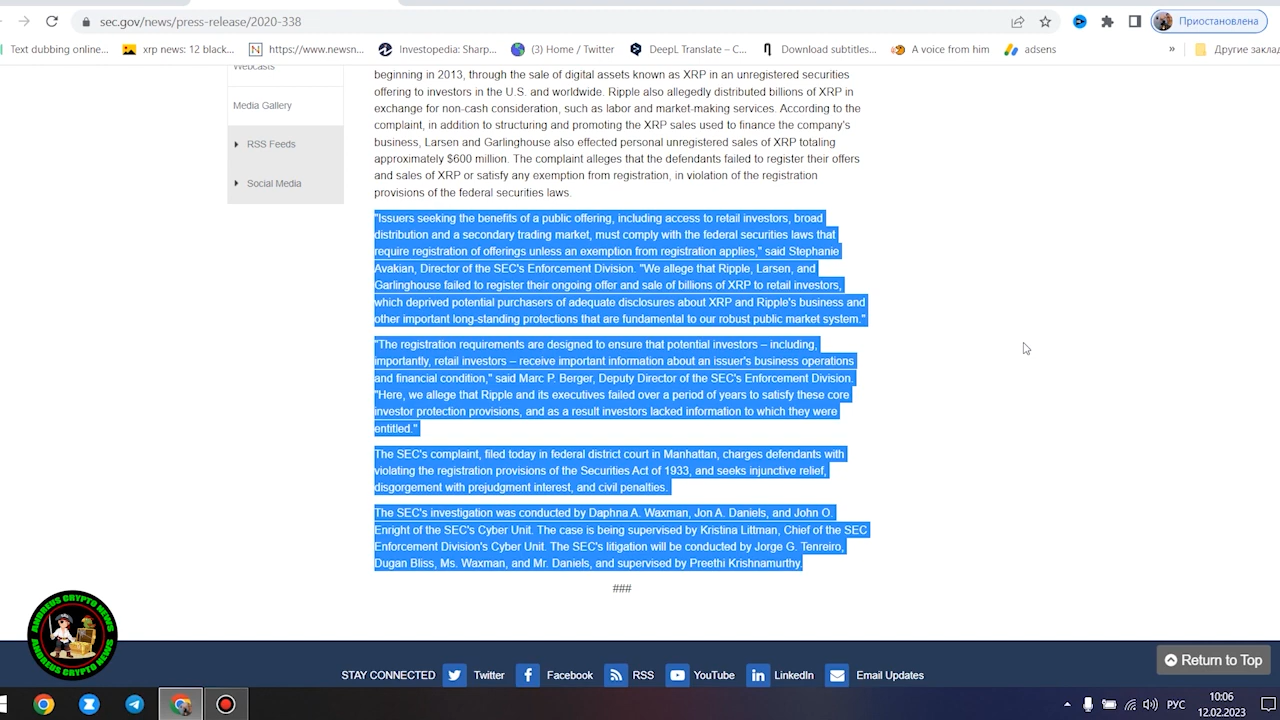 sec.gov/news/press-release/2020-338
Приостановлена
Text dubbing online...
xrp news: 12 black...
https://www.newsn...
Investopedia: Sharp...
(3) Home / Twitter
DeepL Translate – C...
Download subtitles...
A voice from him
adsens
»
Другие заклад
Webcasts
Media Gallery
RSS Feeds
Social Media
beginning in 2013, through the sale of digital assets known as XRP in an unregistered securities
offering to investors in the U.S. and worldwide. Ripple also allegedly distributed billions of XRP in
exchange for non-cash consideration, such as labor and market-making services. According to the
complaint, in addition to structuring and promoting the XRP sales used to finance the company's
business, Larsen and Garlinghouse also effected personal unregistered sales of XRP totaling
approximately $600 million. The complaint alleges that the defendants failed to register their offers
and sales of XRP or satisfy any exemption from registration, in violation of the registration
provisions of the federal securities laws.
"Issuers seeking the benefits of a public offering, including access to retail investors, broad
distribution and a secondary trading market, must comply with the federal securities laws that
require registration of offerings unless an exemption from registration applies," said Stephanie
Avakian, Director of the SEC's Enforcement Division. "We allege that Ripple, Larsen, and
Garlinghouse failed to register their ongoing offer and sale of billions of XRP to retail investors,
which deprived potential purchasers of adequate disclosures about XRP and Ripple's business and
other important long-standing protections that are fundamental to our robust public market system."
"The registration requirements are designed to ensure that potential investors – including,
importantly, retail investors – receive important information about an issuer's business operations
and financial condition," said Marc P. Berger, Deputy Director of the SEC's Enforcement Division.
"Here, we allege that Ripple and its executives failed over a period of years to satisfy these core
investor protection provisions, and as a result investors lacked information to which they were
entitled."
The SEC's complaint, filed today in federal district court in Manhattan, charges defendants with
violating the registration provisions of the Securities Act of 1933, and seeks injunctive relief,
disgorgement with prejudgment interest, and civil penalties.
The SEC's investigation was conducted by Daphna A. Waxman, Jon A. Daniels, and John O.
Enright of the SEC's Cyber Unit. The case is being supervised by Kristina Littman, Chief of the SEC
Enforcement Division's Cyber Unit. The SEC's litigation will be conducted by Jorge G. Tenreiro,
Dugan Bliss, Ms. Waxman, and Mr. Daniels, and supervised by Preethi Krishnamurthy.
###
ANDREUS CRYPTO NEWS
ANDREUS CRYPTO NEWS
Return to Top
STAY CONNECTED
Twitter
Facebook
RSS
YouTube
LinkedIn
Email Updates
РУС
10:06
12.02.2023